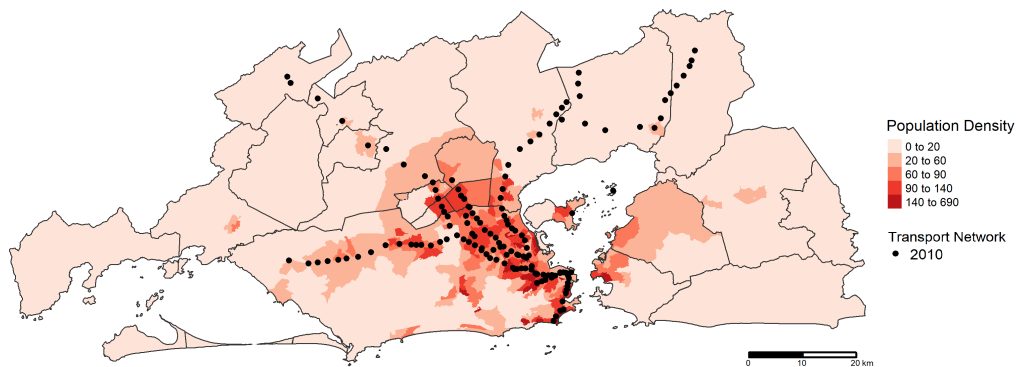 Population Density
0 to 20
20 to 60
60 to 90
90 to 140
140 to 690
Transport Network
2010
0 10 20 km